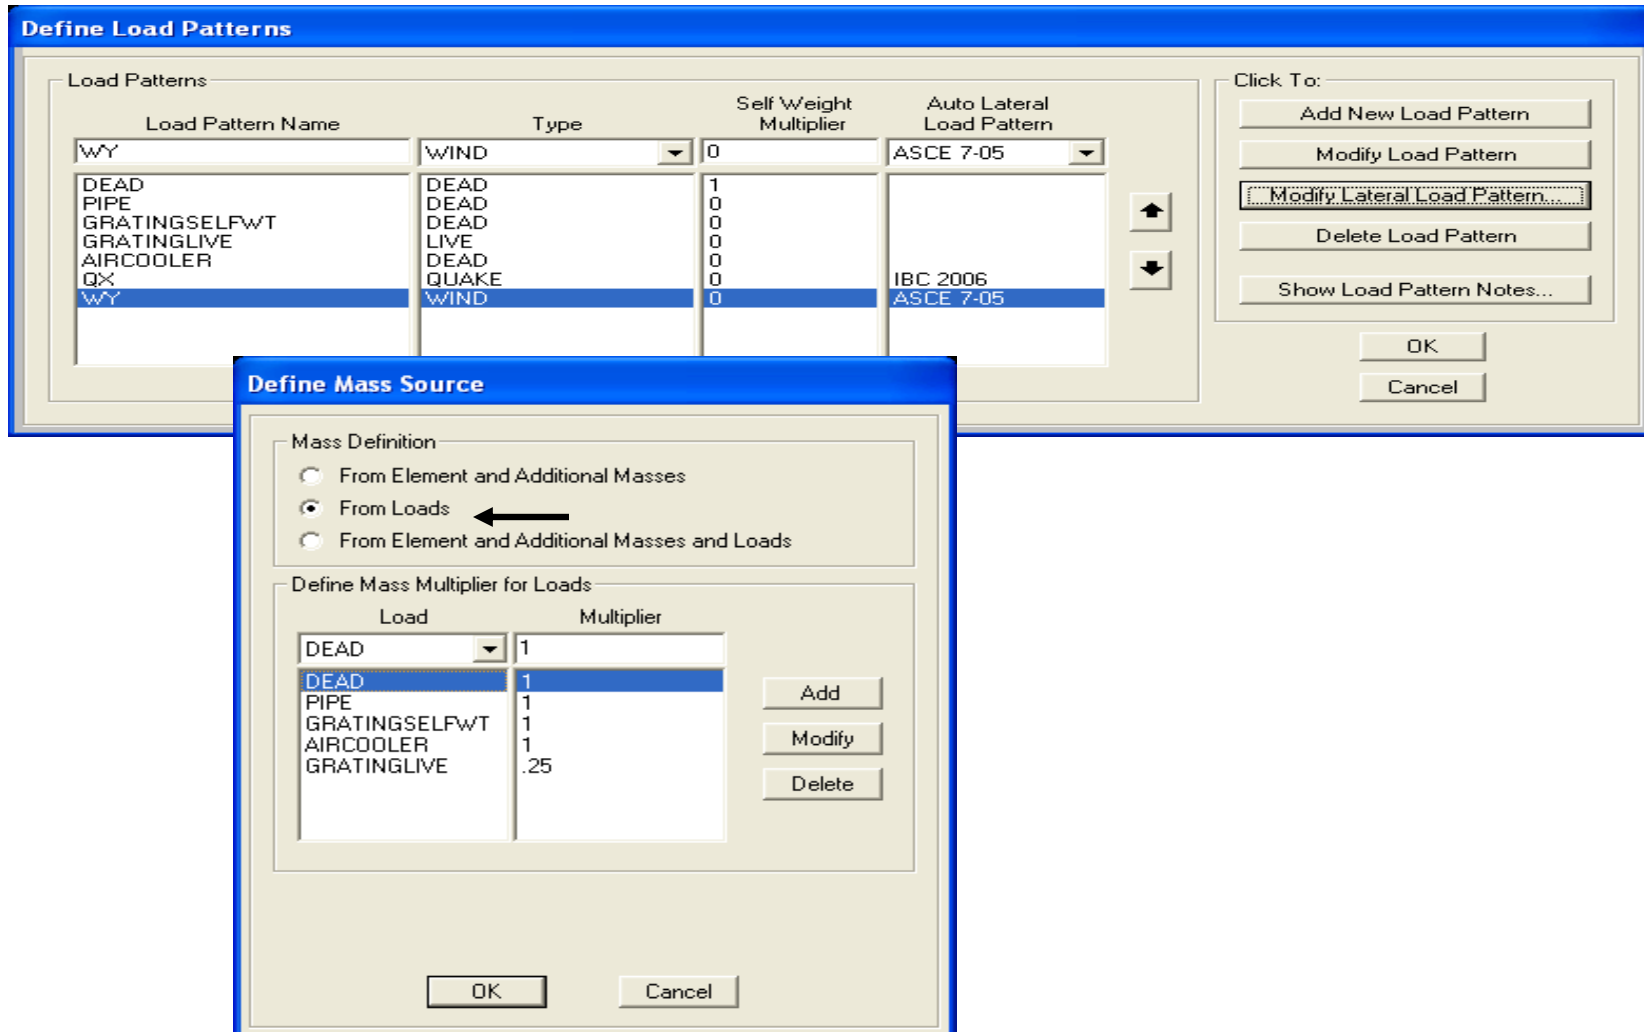 Define Load Patterns
Load Patterns
Load Pattern Name Type Self Weight Multiplier Auto Lateral Load Pattern
WY WIND 0 ASCE 7-05
DEAD DEAD 1
PIPE DEAD 0
GRATINGSELFWT DEAD 0
GRATINGLIVE LIVE 0
AIRCOOLER DEAD 0
QX QUAKE 0 IBC 2006
WY WIND 0 ASCE 7-05
Click To:
Add New Load Pattern
Modify Load Pattern
Modify Lateral Load Pattern...
Delete Load Pattern
Show Load Pattern Notes...
OK
Cancel
Define Mass Source
Mass Definition
From Element and Additional Masses
From Loads
From Element and Additional Masses and Loads
Define Mass Multiplier for Loads
Load Multiplier
DEAD 1
DEAD 1
PIPE 1
GRATINGSELFWT 1
AIRCOOLER 1
GRATINGLIVE .25
Add
Modify
Delete
OK Cancel